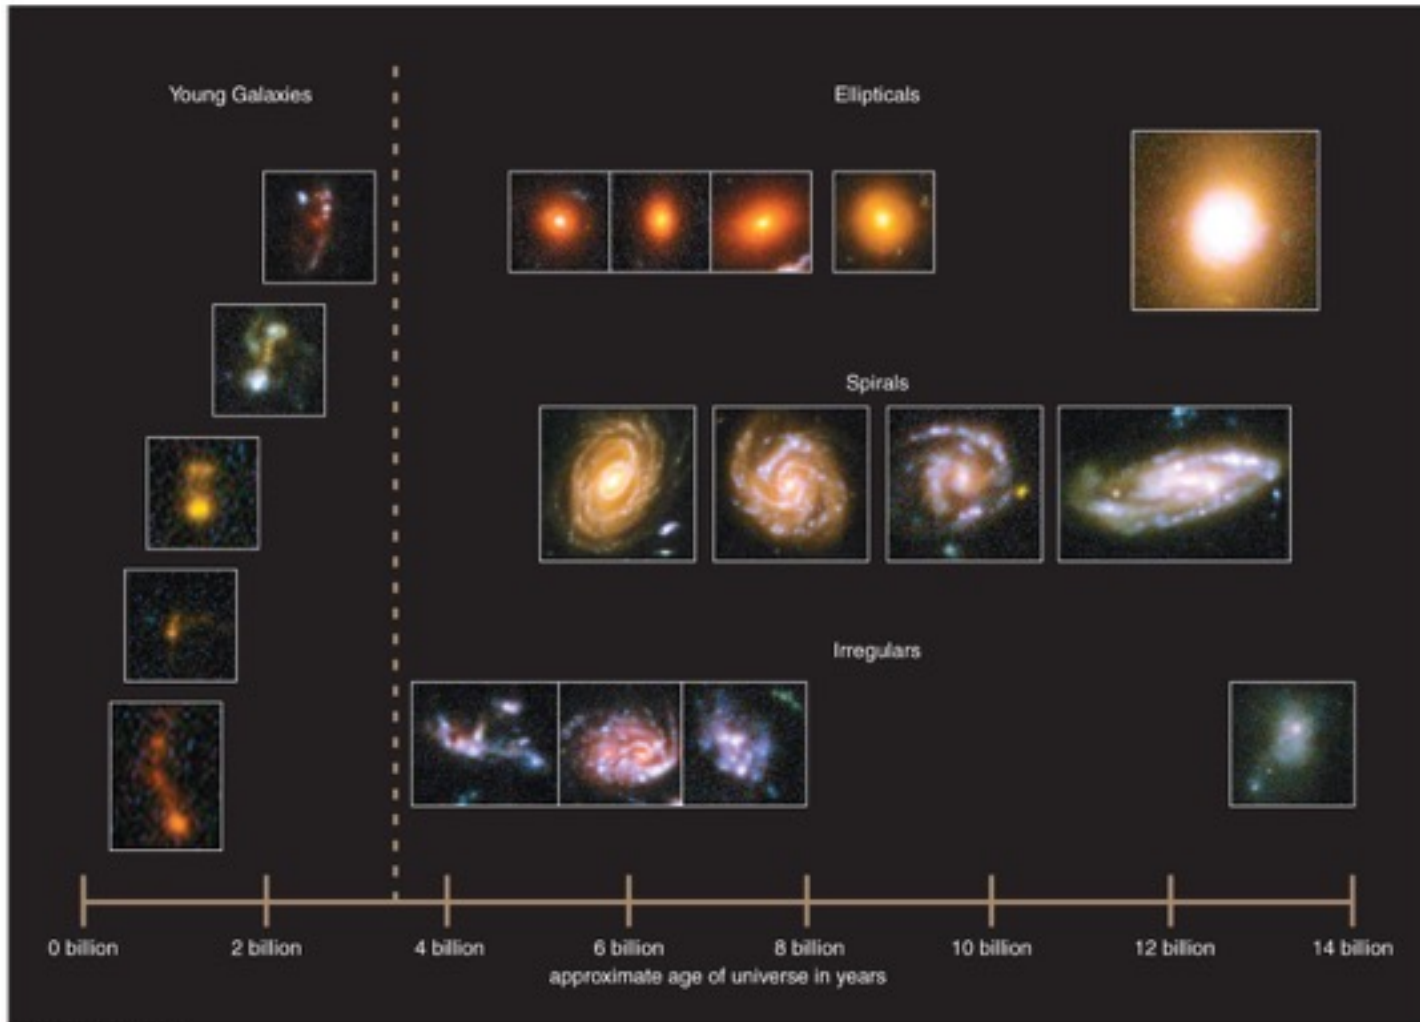 Young Galaxies
Ellipticals
Spirals
Irregulars
0 billion
2 billion
4 billion
6 billion
8 billion
10 billion
12 billion
14 billion
approximate age of universe in years